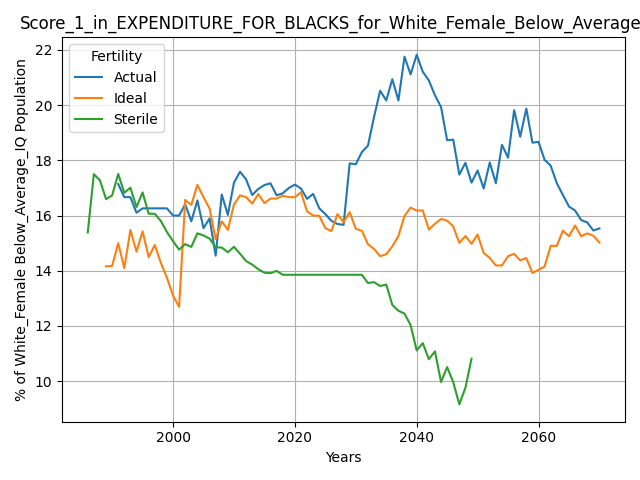 Score_1_in_EXPENDITURE_FOR_BLACKS_for_White_Female_Below_Average
Fertility
Actual
Ideal
Sterile
% of White_Female Below_Average_IQ Population
22
20
18
16
14
12
10
2000
2020
2040
2060
Years